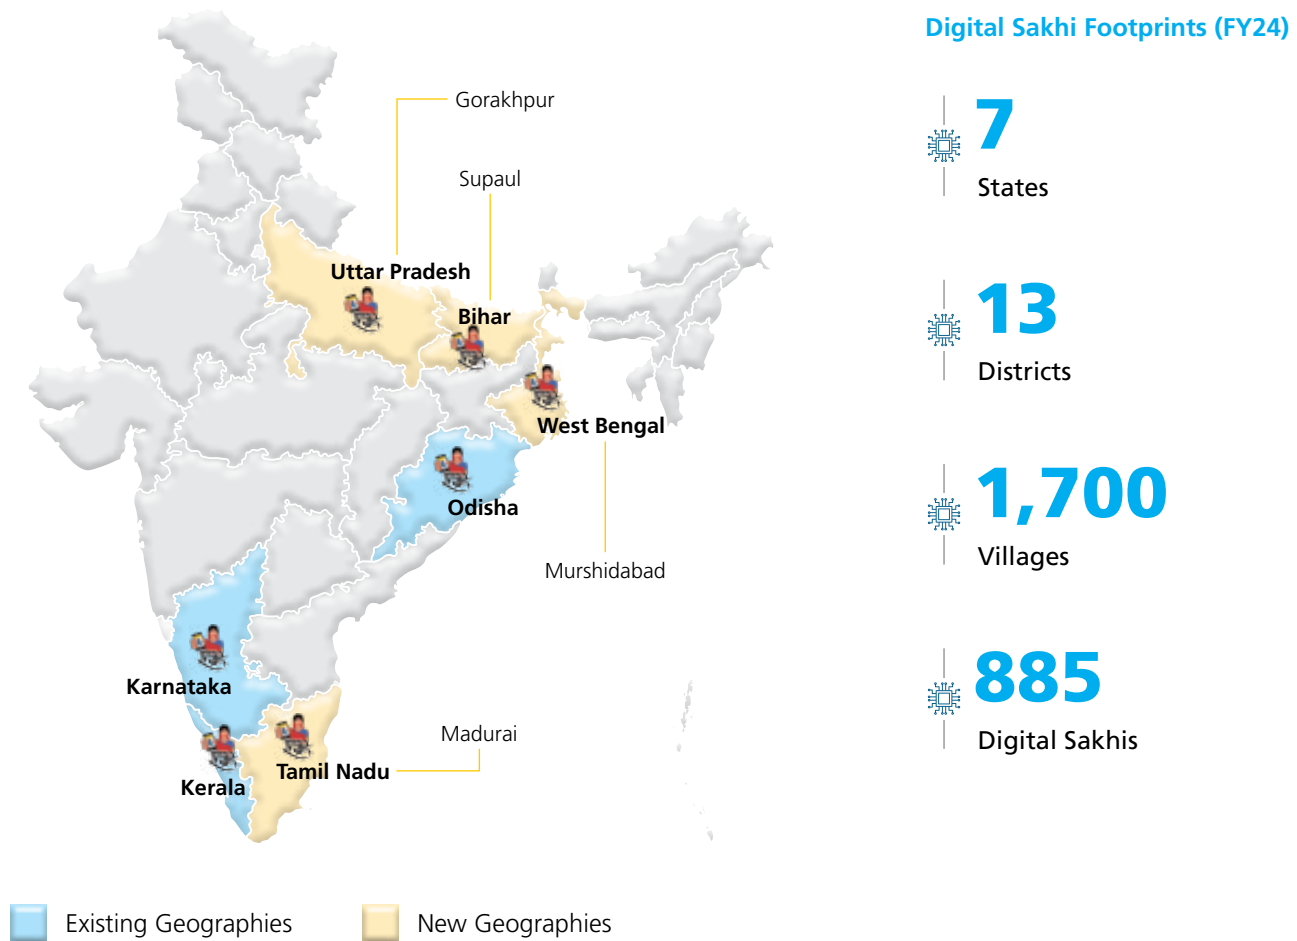 Digital Sakhi Footprints (FY24)
Gorakhpur
Supaul
Uttar Pradesh
Bihar
West Bengal
Odisha
Murshidabad
Karnataka
Madurai
Tamil Nadu
Kerala
7
States
13
Districts
1,700
Villages
885
Digital Sakhis
Existing Geographies
New Geographies